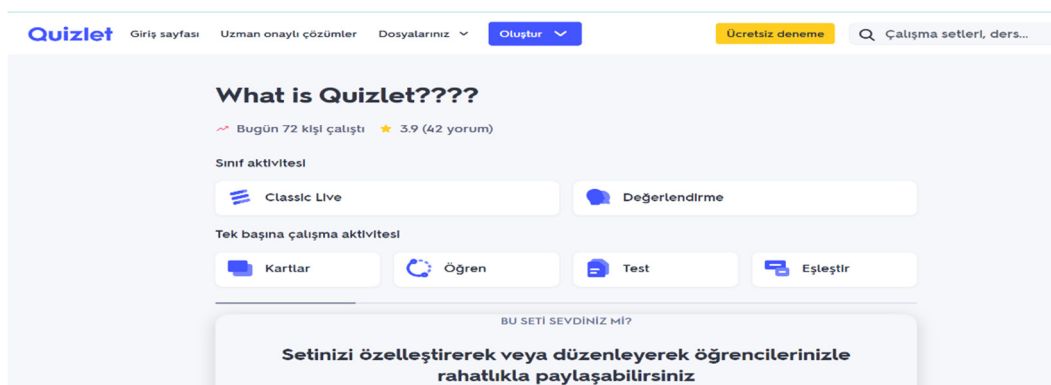 Quizlet Giriş sayfası Uzman onaylı çözümler Dosyalarınız Oluştur Ücretsiz deneme Çalışma setleri, ders...
What is Quizlet????
Bugün 72 kişi çalıştı 3.9 (42 yorum)
Sınıf aktivitesi
Classic Live Değerlendirme
Tek başına çalışma aktivitesi
Kartlar Öğren Test Eşleştir
BU SETİ SEVDİNİZ Mİ?
Setinizi özelleştirerek veya düzenleyerek öğrencilerinizle
rahatlıkla paylaşabilirsiniz